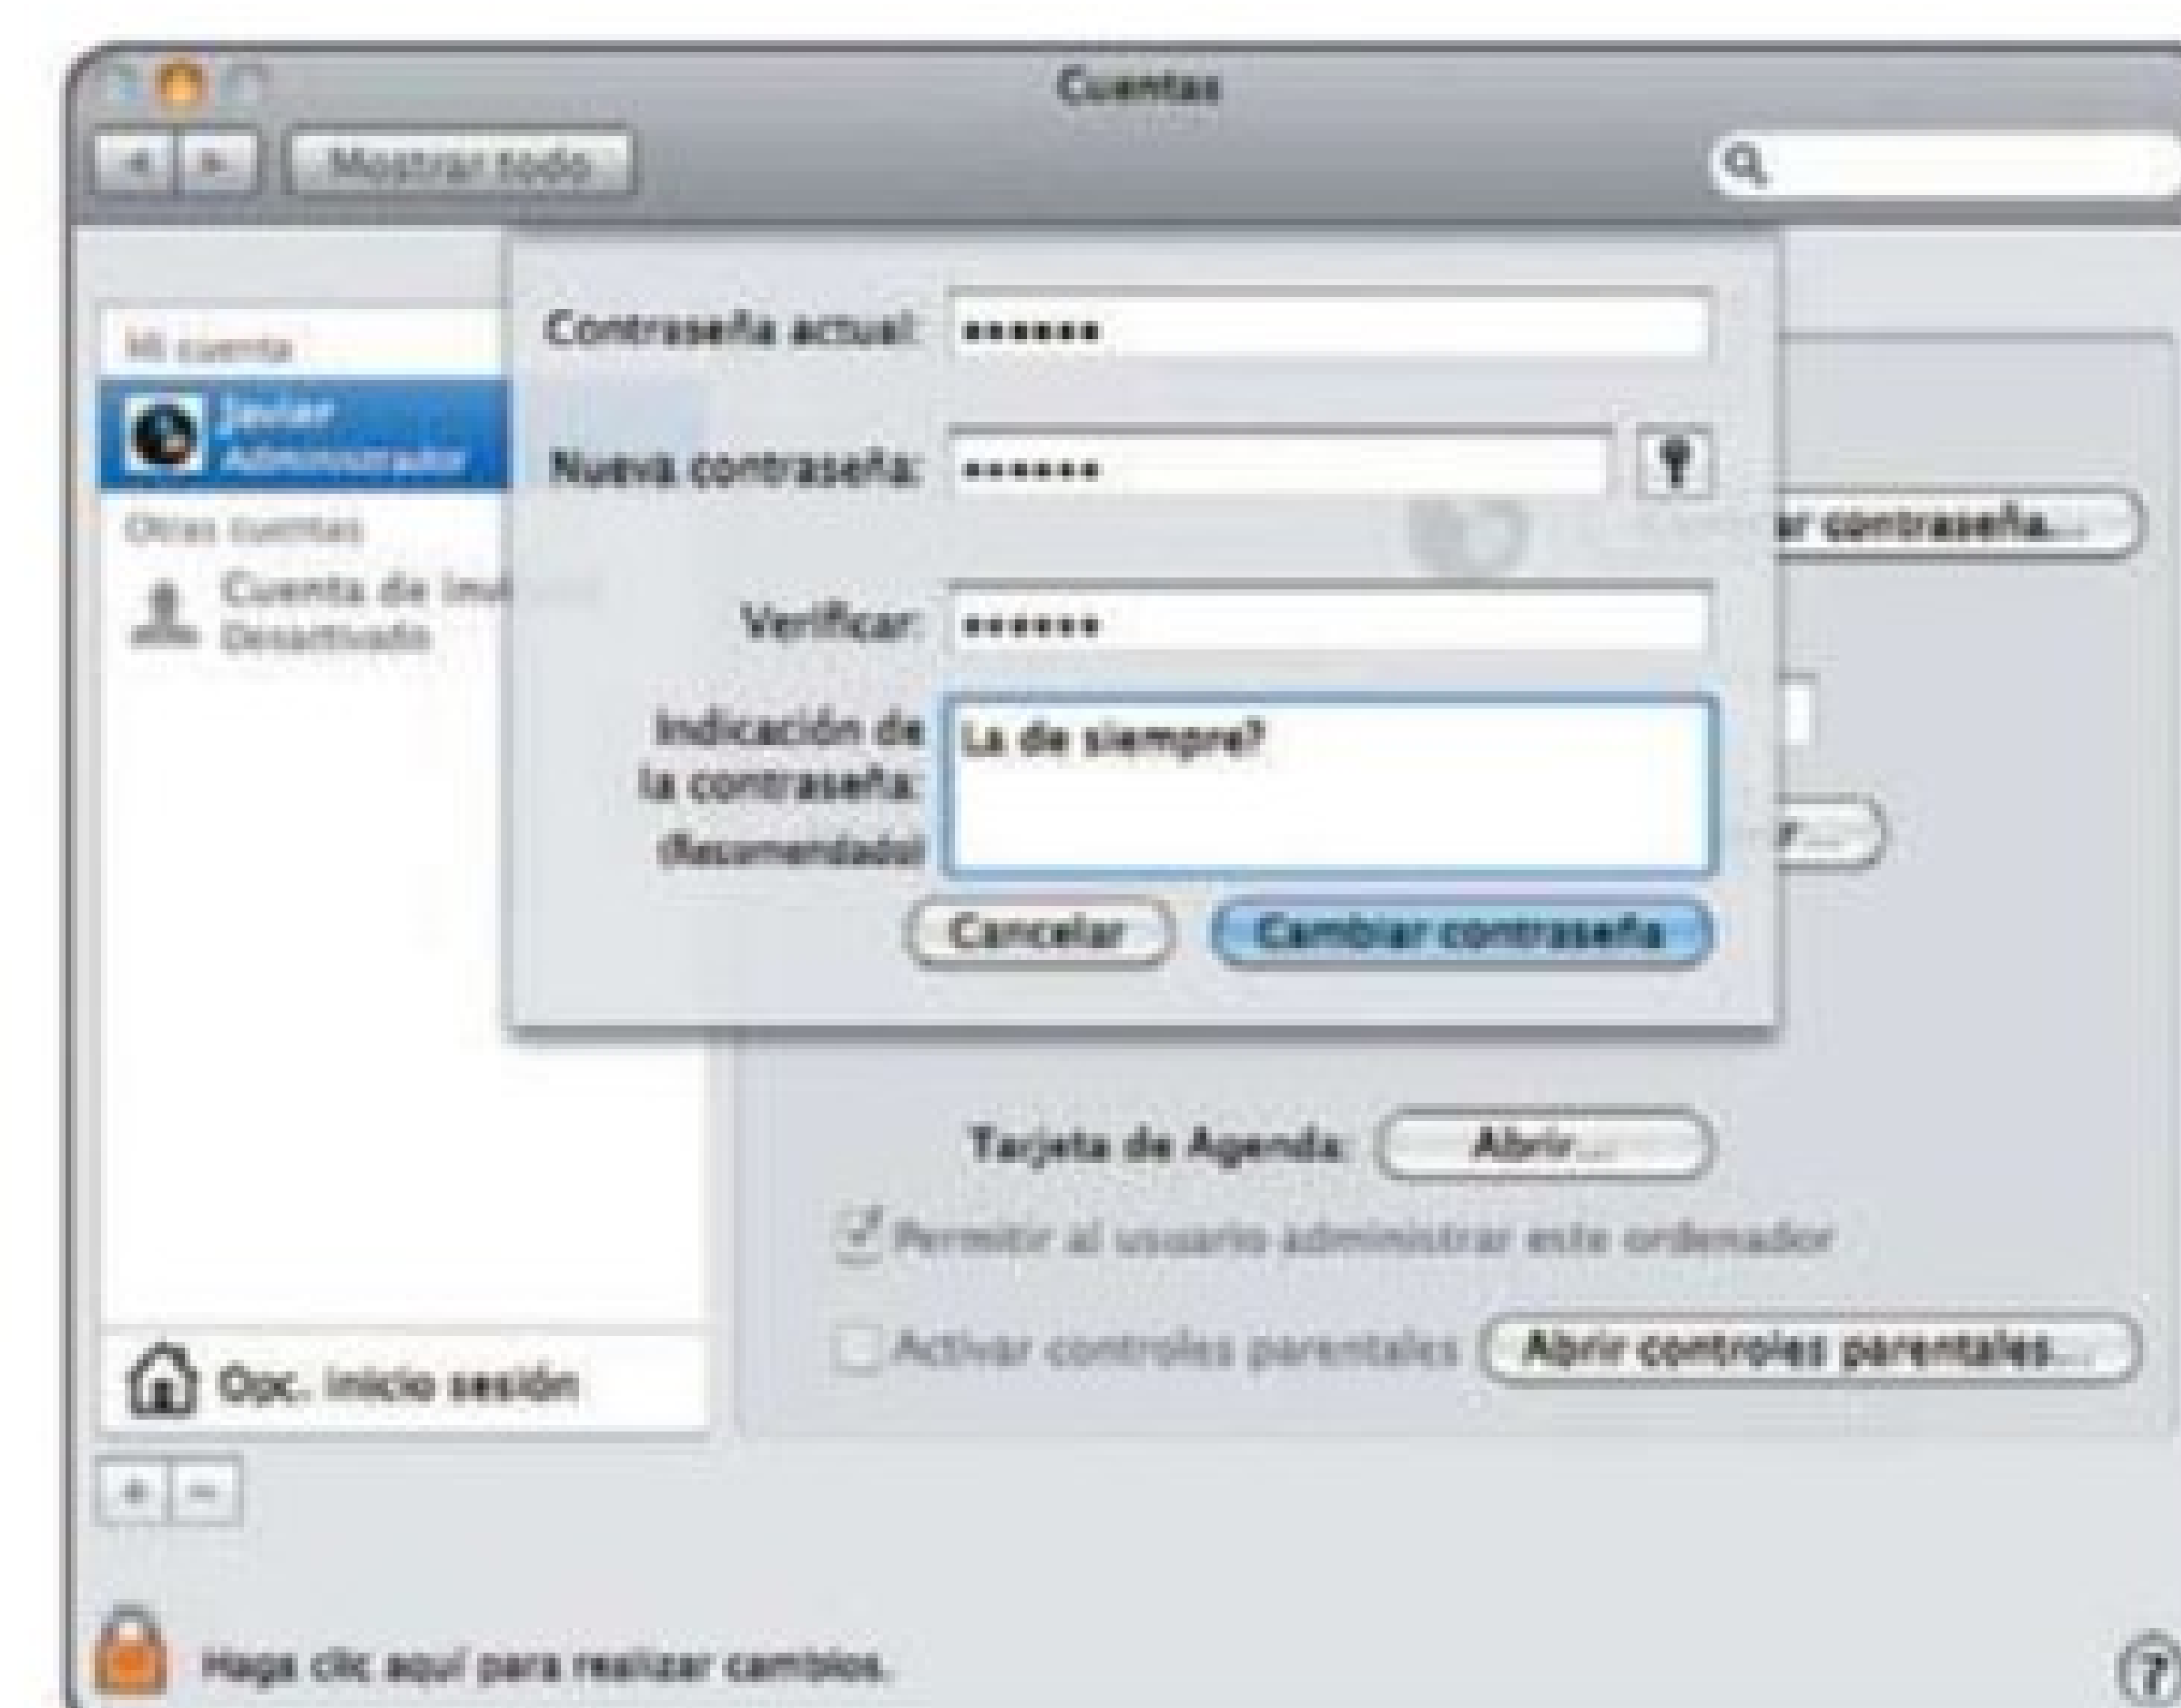 Cuentas
Mostrar todo
Contraseña actual:
Mi cuenta
Javier
Administrador
Nueva contraseña:
Otras cuentas
ar contraseña...
Cuenta de invi
Desactivado
Verificar:
Indicación de
la contraseña:
(Recomendado)
La de siempre?
r...
Cancelar
Cambiar contraseña
Tarjeta de Agenda:
Abrir...
Permitir al usuario administrar este ordenador
Activar controles parentales
Abrir controles parentales...
Opc. inicio sesión
Haga clic aquí para realizar cambios.